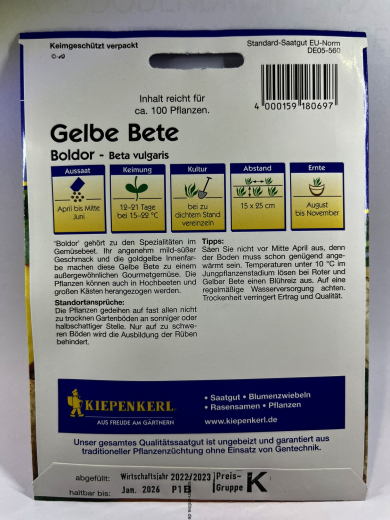 Keimgeschützt verpackt
Standard-Saatgut EU-Norm
DE05-560
Inhalt reicht für
ca. 100 Pflanzen.
4 000159 180697
Gelbe Bete
Boldor - Beta vulgaris
Aussaat
April bis Mitte
Juni
Keimung
12-21 Tage
bei 15-22 °C
Kultur
bei zu
dichtem Stand
vereinzeln
Abstand
15 x 25 cm
Ernte
August
bis November
'Boldor' gehört zu den Spezialitäten im
Gemüsebeet. Ihr angenehm mild-süßer
Geschmack und die goldgelbe Innenfar-
be machen diese Gelbe Bete zu einem
außergewöhnlichen Gourmetgemüse. Die
Pflanzen können auch in Hochbeeten und
großen Kästen herangezogen werden.
Standortansprüche:
Die Pflanzen gedeihen auf fast allen nicht
zu trocknen Gartenböden an sonniger oder
halbschattiger Stelle. Nur auf zu schwe-
ren Böden wird die Ausbildung der Rüben
behindert.
Tipps:
Säen Sie nicht vor Mitte April aus, denn
der Boden muss schon genügend ange-
wärmt sein. Temperaturen unter 10 °C im
Jungpflanzenstadium lösen bei Roter und
Gelber Bete einen Blühreiz aus. Auf eine
regelmäßige Wasserversorgung achten.
Trockenheit verringert Ertrag und Qualität.
KIEPENKERL
AUS FREUDE AM GÄRTNERN
• Saatgut • Blumenzwiebeln
• Rasensamen • Pflanzen
www.kiepenkerl.de
Unser gesamtes Qualitätssaatgut ist ungebeizt und garantiert aus
traditioneller Pflanzenzüchtung ohne Einsatz von Gentechnik.
abgefüllt: Wirtschaftsjahr 2022/2023
haltbar bis: Jan. 2026 P1B
Preis-
Gruppe K